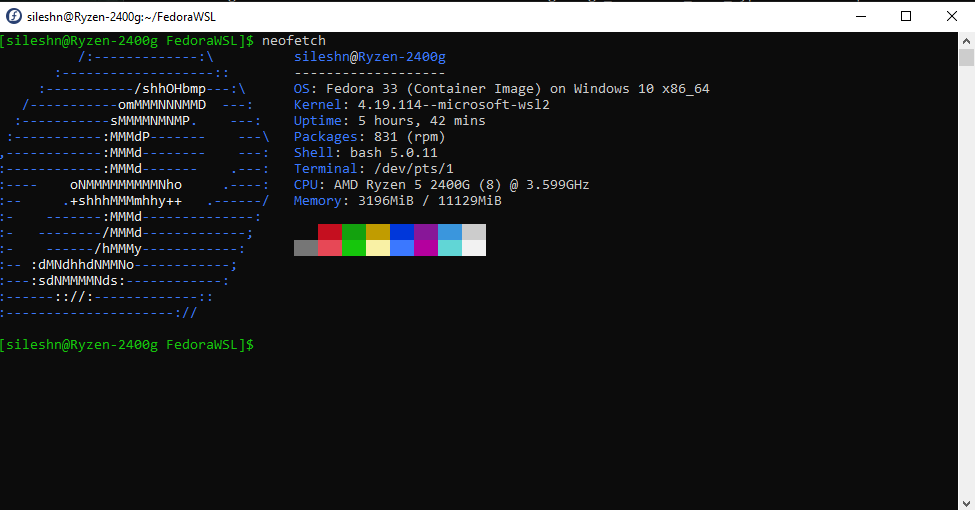 sileshn@Ryzen-2400g:~/FedoraWSL
[sileshn@Ryzen-2400g FedoraWSL]$ neofetch
/:-------------:\ sileshn@Ryzen-2400g
:-------------------:: -------------------
:-----------/shhOHbmp---:\ OS: Fedora 33 (Container Image) on Windows 10 x86_64
/-----------omMMMNNNMMD ---: Kernel: 4.19.114--microsoft-wsl2
:-----------sMMMMNMNMP. ---: Uptime: 5 hours, 42 mins
:-----------:MMMdP------- ---\ Packages: 831 (rpm)
,------------:MMMd-------- ---: Shell: bash 5.0.11
:------------:MMMd------- .---: Terminal: /dev/pts/1
:---- oNMMMMMMMMMNho .----: CPU: AMD Ryzen 5 2400G (8) @ 3.599GHz
:-- .+shhhMMMmhhy++ .------/ Memory: 3196MiB / 11129MiB
:- -------:MMMd--------------:
:- --------/MMMd-------------;
:- ------/hMMMy------------:
:-- :dMNdhhdNMMNo------------;
:---:sdNMMMMNds:------------:
:------:://:-------------::
:---------------------://
[sileshn@Ryzen-2400g FedoraWSL]$